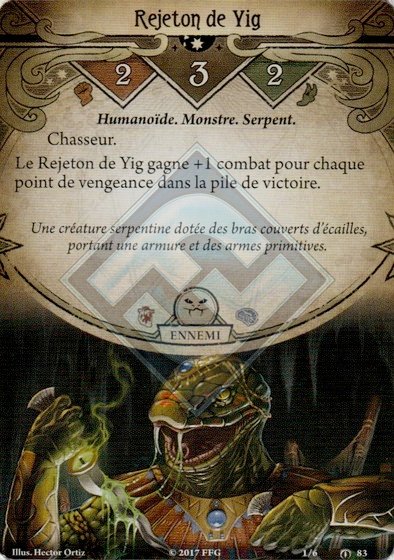 Rejeton de Yig
2 3 2
Humanoïde. Monstre. Serpent.
Chasseur.
Le Rejeton de Yig gagne +1 combat pour chaque
point de vengeance dans la pile de victoire.
Une créature serpentine dotée des bras couverts d'écailles,
portant une armure et des armes primitives.
ENNEMI
Illus. Hector Ortiz © 2017 FFG 1/6 83